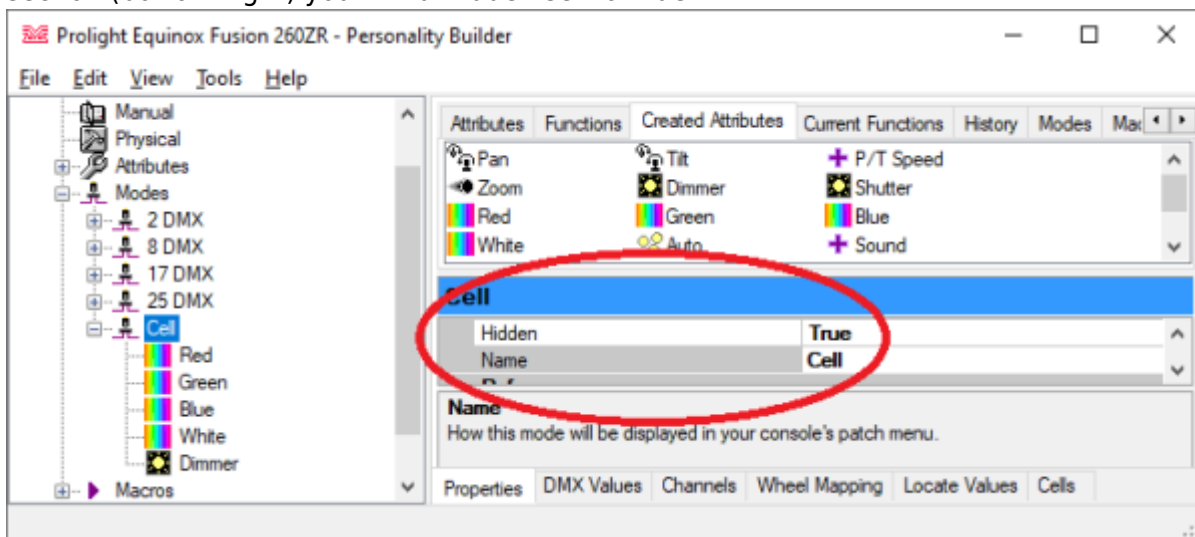 Prolight Equinox Fusion 260ZR - Personality Builder
File Edit View Tools Help
Manual
Physical
Attributes
Modes
2 DMX
8 DMX
17 DMX
25 DMX
Cell
Red
Green
Blue
White
Dimmer
Macros
Attributes Functions Created Attributes Current Functions History Modes Mac
Pan Tilt P/T Speed
Zoom Dimmer Shutter
Red Green Blue
White Auto Sound
Cell
Hidden True
Name Cell
Name
How this mode will be displayed in your console's patch menu.
Properties DMX Values Channels Wheel Mapping Locate Values Cells